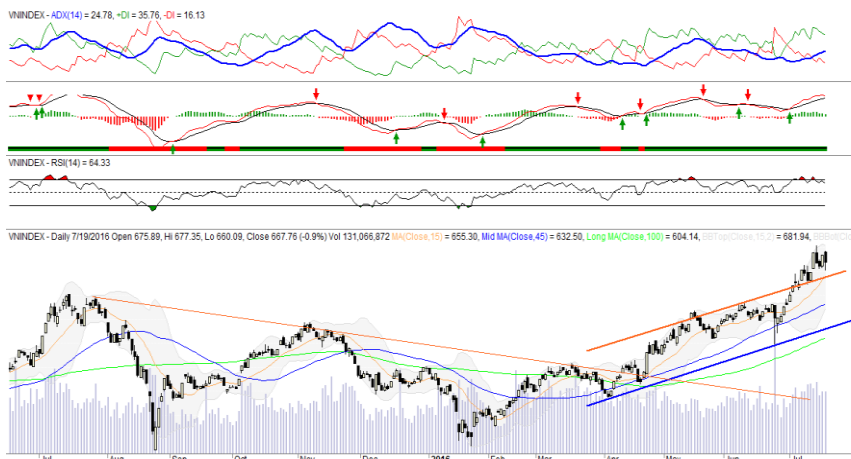 VNINDEX - ADX(14) = 24.78, +DI = 35.76, -DI = 16.13
VNINDEX - RSI(14) = 64.33
VNINDEX - Daily 7/19/2016 Open 675.89, Hi 677.35, Lo 660.09, Close 667.76 (-0.9%) Vol 131,066,872 MA(Close,15) = 655.30, Mid MA(Close,45) = 632.50, Long MA(Close,100) = 604.14, BBTop(Close,15,2) = 681.94,
Jul Aug Sep Oct Nov Dec 2016 Feb Mar Apr May Jun Jul